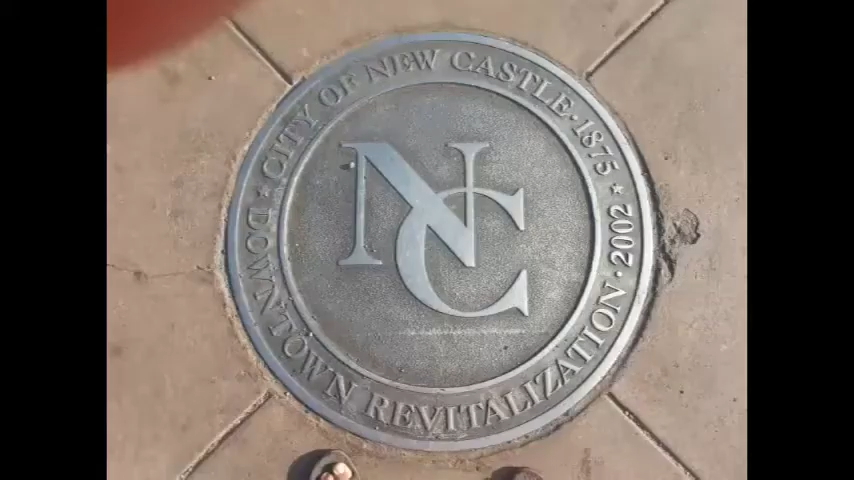 CITY OF NEW CASTLE · 1875
NC
DOWNTOWN REVITALIZATION · 2002